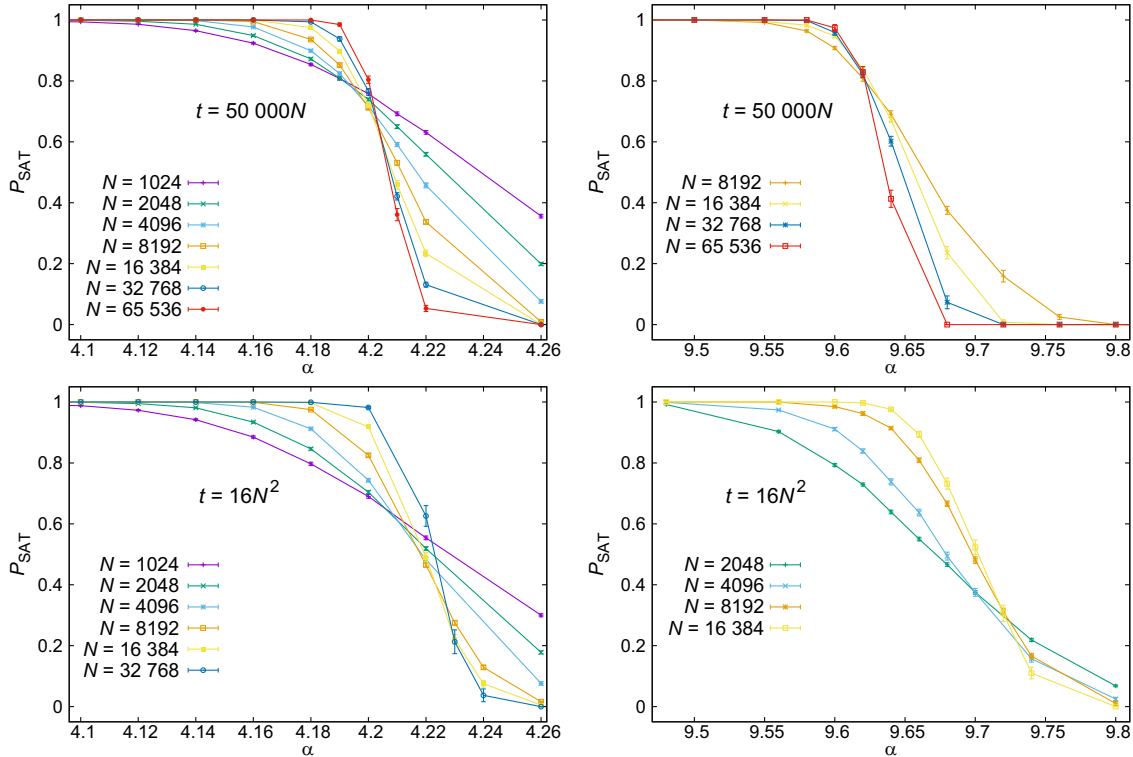 1
0.8
0.6
0.4
0.2
0
P_SAT
t = 50 000N
N = 1024
N = 2048
N = 4096
N = 8192
N = 16 384
N = 32 768
N = 65 536
4.1 4.12 4.14 4.16 4.18 4.2 4.22 4.24 4.26
α
1
0.8
0.6
0.4
0.2
0
P_SAT
t = 50 000N
N = 8192
N = 16 384
N = 32 768
N = 65 536
9.5 9.55 9.6 9.65 9.7 9.75 9.8
α
1
0.8
0.6
0.4
0.2
0
P_SAT
t = 16N²
N = 1024
N = 2048
N = 4096
N = 8192
N = 16 384
N = 32 768
4.1 4.12 4.14 4.16 4.18 4.2 4.22 4.24 4.26
α
1
0.8
0.6
0.4
0.2
0
P_SAT
t = 16N²
N = 2048
N = 4096
N = 8192
N = 16 384
9.5 9.55 9.6 9.65 9.7 9.75 9.8
α